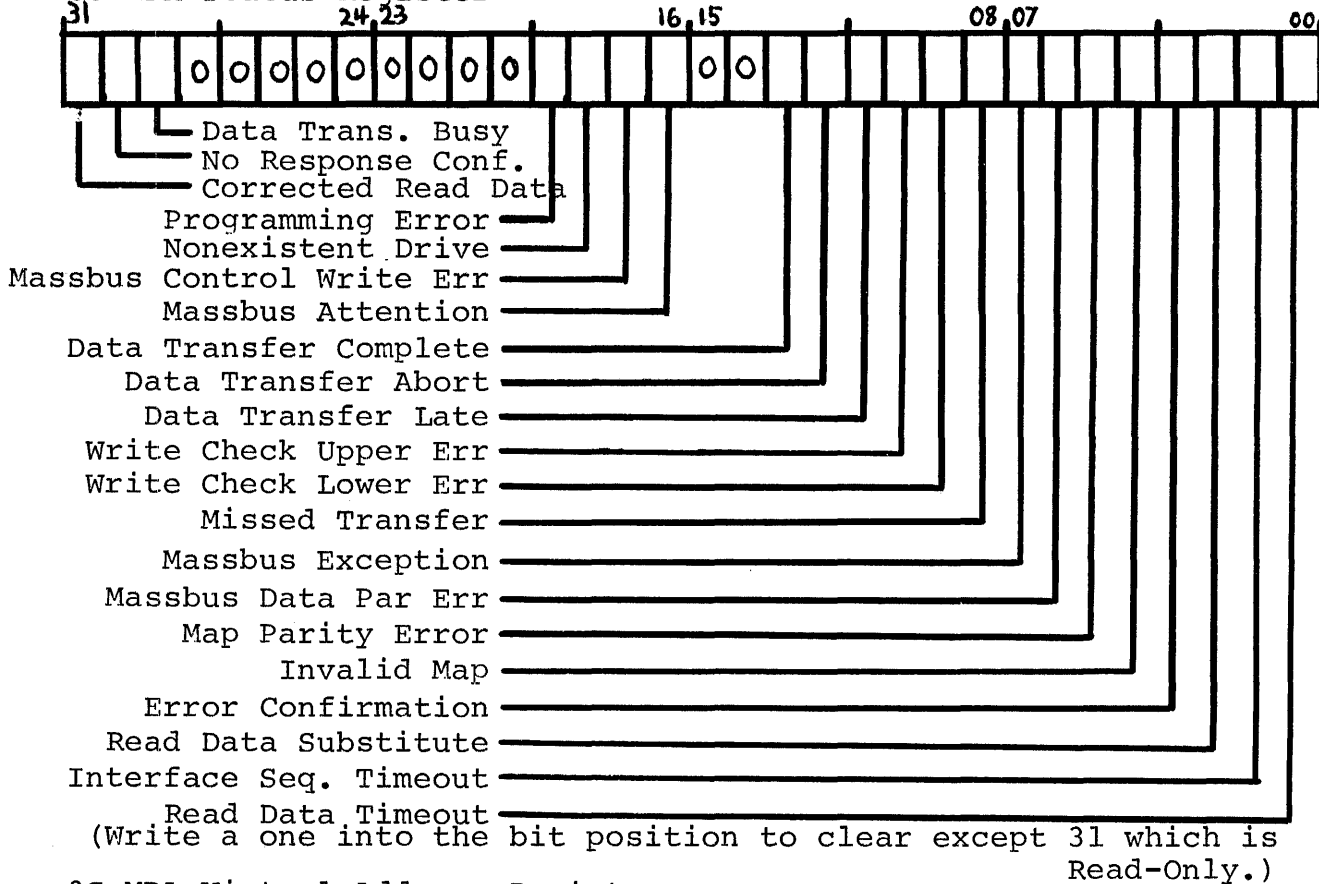 31 24 23 16 15 08 07 00
0 0 0 0 0 0 0 0 0 0 0
Data Trans. Busy
No Response Conf.
Corrected Read Data
Programming Error
Nonexistent Drive
Massbus Control Write Err
Massbus Attention
Data Transfer Complete
Data Transfer Abort
Data Transfer Late
Write Check Upper Err
Write Check Lower Err
Missed Transfer
Massbus Exception
Massbus Data Par Err
Map Parity Error
Invalid Map
Error Confirmation
Read Data Substitute
Interface Seq. Timeout
Read Data Timeout
(Write a one into the bit position to clear except 31 which is
Read-Only.)